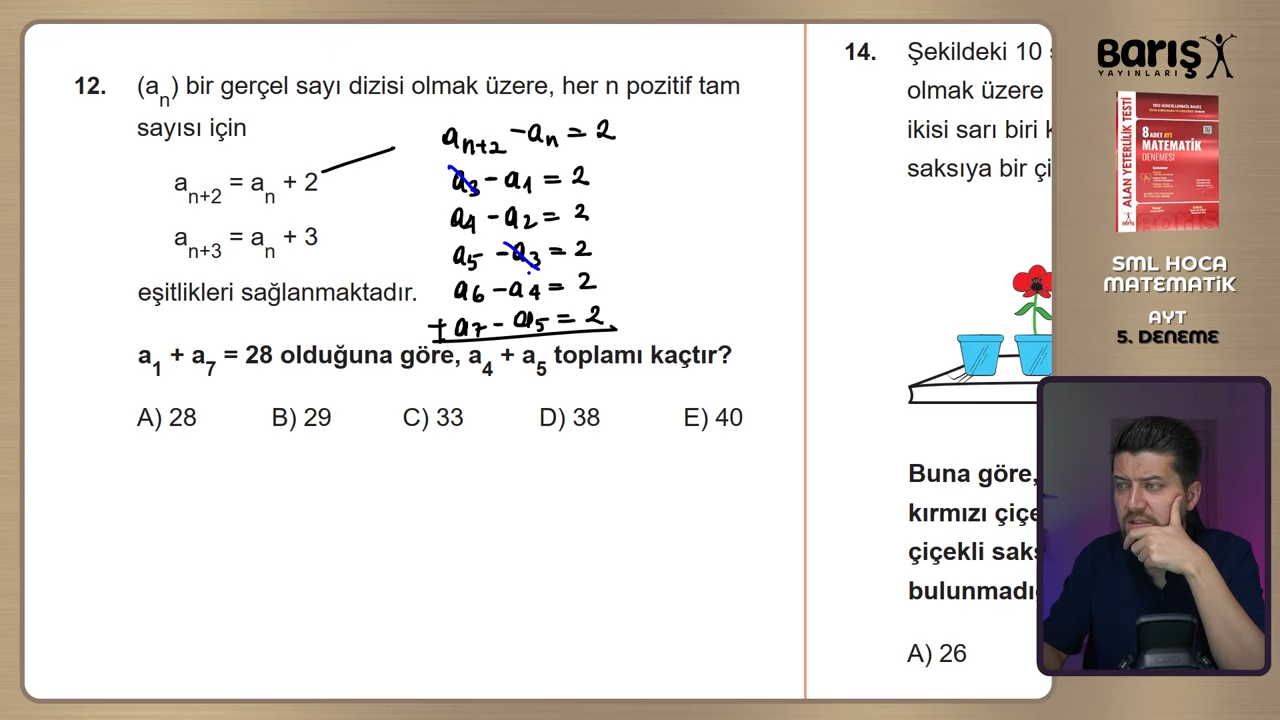 12. (aₙ) bir gerçel sayı dizisi olmak üzere, her n pozitif tam
sayısı için
aₙ₊₂ = aₙ + 2
aₙ₊₃ = aₙ + 3
eşitlikleri sağlanmaktadır.
a₁ + a₇ = 28 olduğuna göre, a₄ + a₅ toplamı kaçtır?
A) 28 B) 29 C) 33 D) 38 E) 40
aₙ₊₂ - aₙ = 2
a₃ - a₁ = 2
a₄ - a₂ = 2
a₅ - a₃ = 2
a₆ - a₄ = 2
+ a₇ - a₅ = 2
14. Şekildeki 10
olmak üzere
ikisi sarı biri
saksıya bir
Buna göre,
kırmızı
çiçekli
A) 26
BARIŞ
YAYINLARI
ALAN YETERLİLİK TESTİ
8 ADET AYT
MATEMATİK
DENEMESİ
SML HOCA
MATEMATİK
AYT
5. DENEME